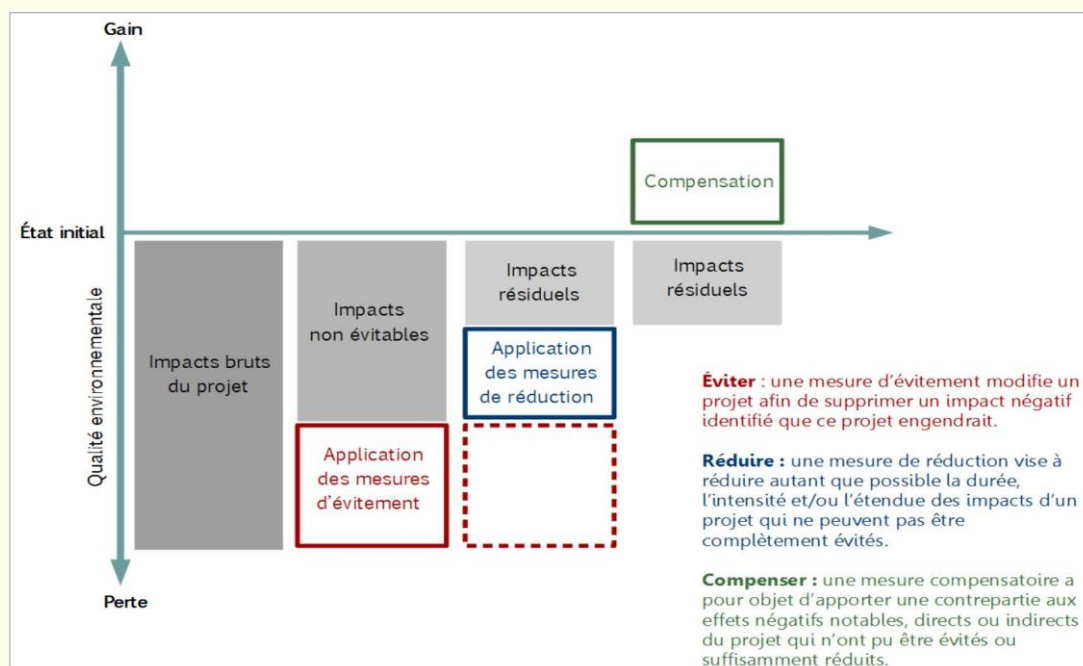 Gain
Compensation
État initial
Impacts
résiduels
Impacts
résiduels
Impacts
non évitables
Impacts bruts
du projet
Application
des mesures
de réduction
Application
des mesures
d'évitement
Qualité environnementale
Perte
Éviter : une mesure d'évitement modifie un
projet afin de supprimer un impact négatif
identifié que ce projet engendrait.
Réduire : une mesure de réduction vise à
réduire autant que possible la durée,
l'intensité et/ou l'étendue des impacts d'un
projet qui ne peuvent pas être
complètement évités.
Compenser : une mesure compensatoire a
pour objet d'apporter une contrepartie aux
effets négatifs notables, directs ou indirects
du projet qui n'ont pu être évités ou
suffisamment réduits.